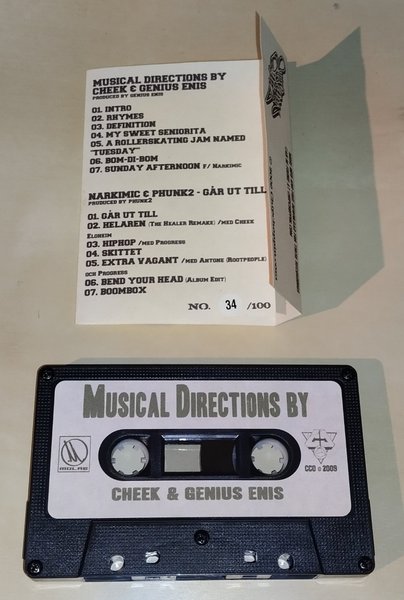 MUSICAL DIRECTIONS BY
CHEEK & GENIUS ENIS
PRODUCED BY GENIUS ENIS
01. INTRO
02. RHYMES
03. DEFINITION
04. MY SWEET SENIORITA
05. A ROLLERSKATING JAM NAMED
"TUESDAY"
06. BOM-DI-BOM
07. SUNDAY AFTERNOON F/ NARKIMIC
NARKIMIC & PHUNK2 - GÅR UT TILL
PRODUCED BY PHUNK2
01. GÅR UT TILL
02. HELAREN (THE HEALER REMAKE) /MED CHEEK
ELOHEIM
03. HIPHOP /MED PROGRESS
04. SKITTET
05. EXTRA VAGANT /MED ANTONE (ROOTPEOPLE)
OCH PROGRESS
06. BEND YOUR HEAD (ALBUM EDIT)
07. BOOMBOX
NO. 34 /100
MUSICAL DIRECTIONS BY
CCO © 2009
CHEEK & GENIUS ENIS